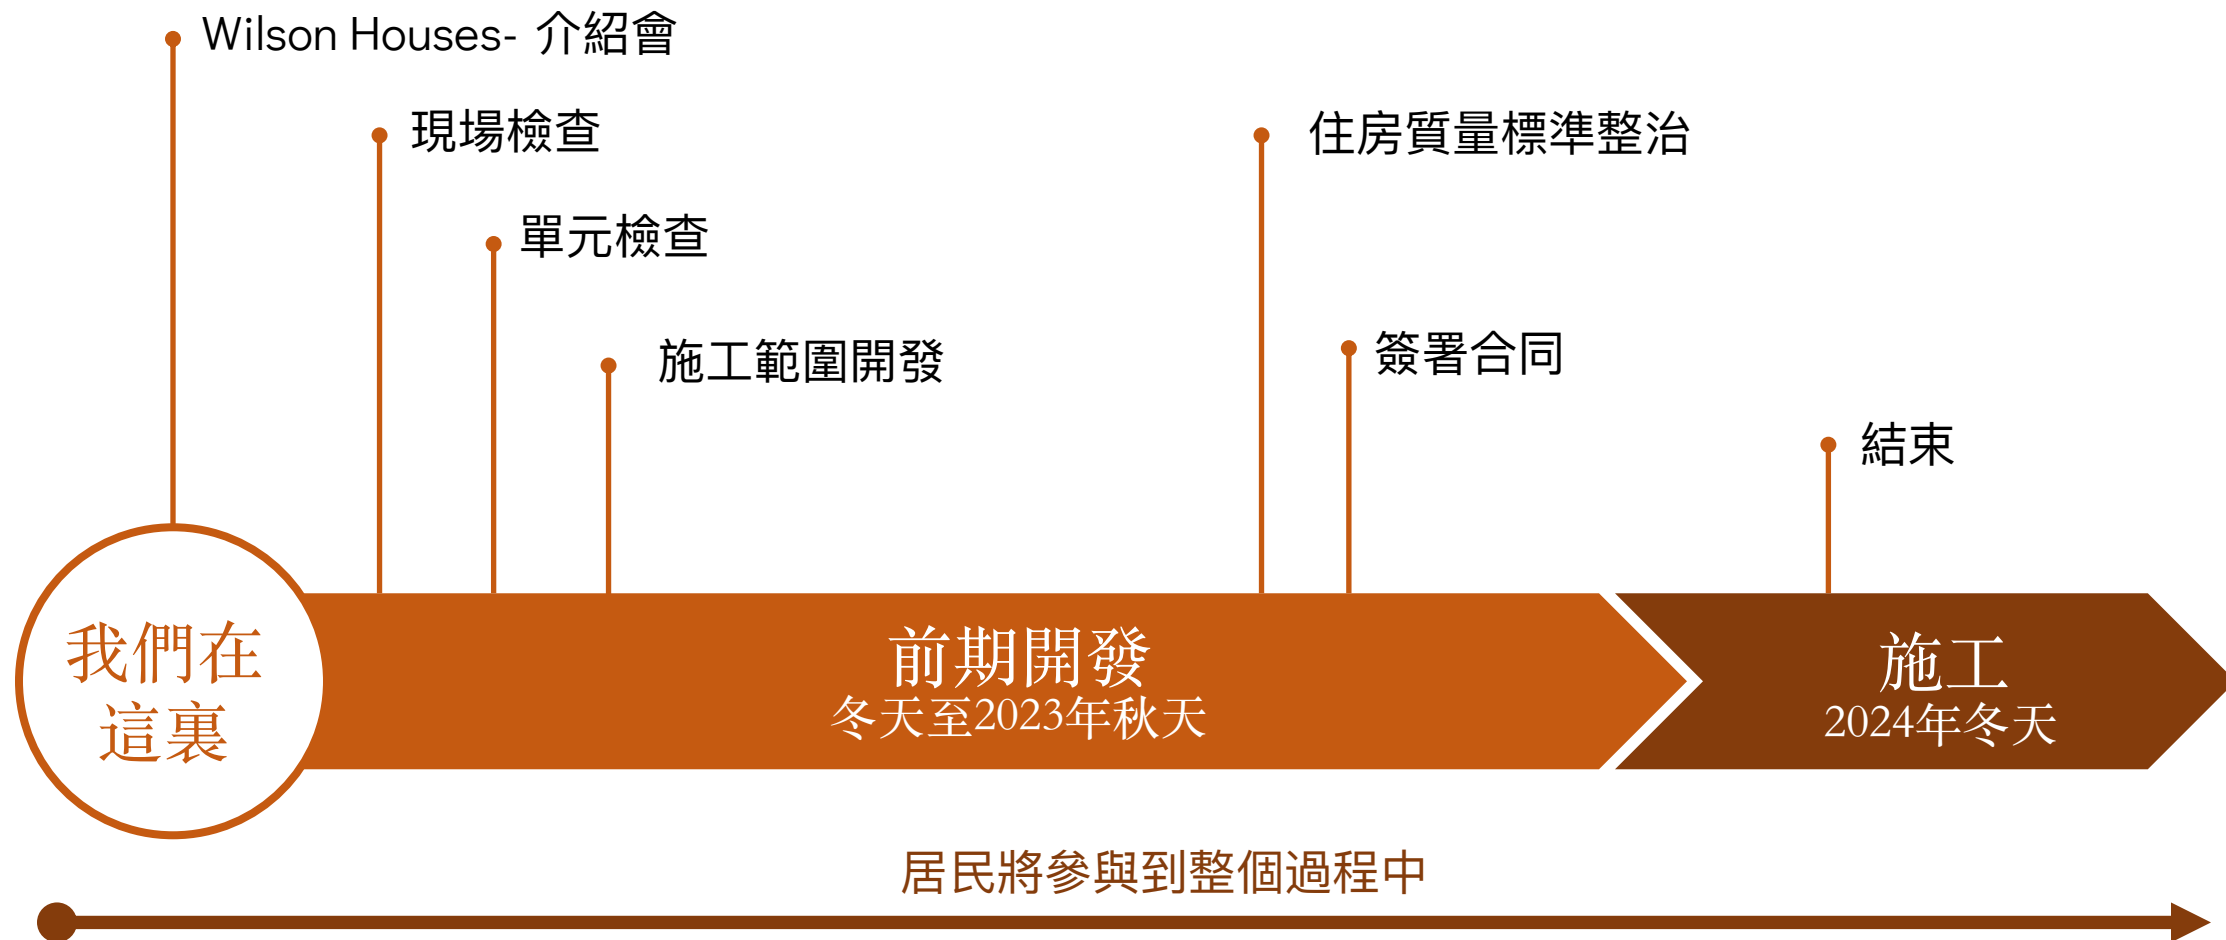 Wilson Houses- 介紹會
現場檢查
單元檢查
施工範圍開發
住房質量標準整治
簽署合同
結束
我們在
這裏
前期開發
冬天至2023年秋天
施工
2024年冬天
居民將參與到整個過程中